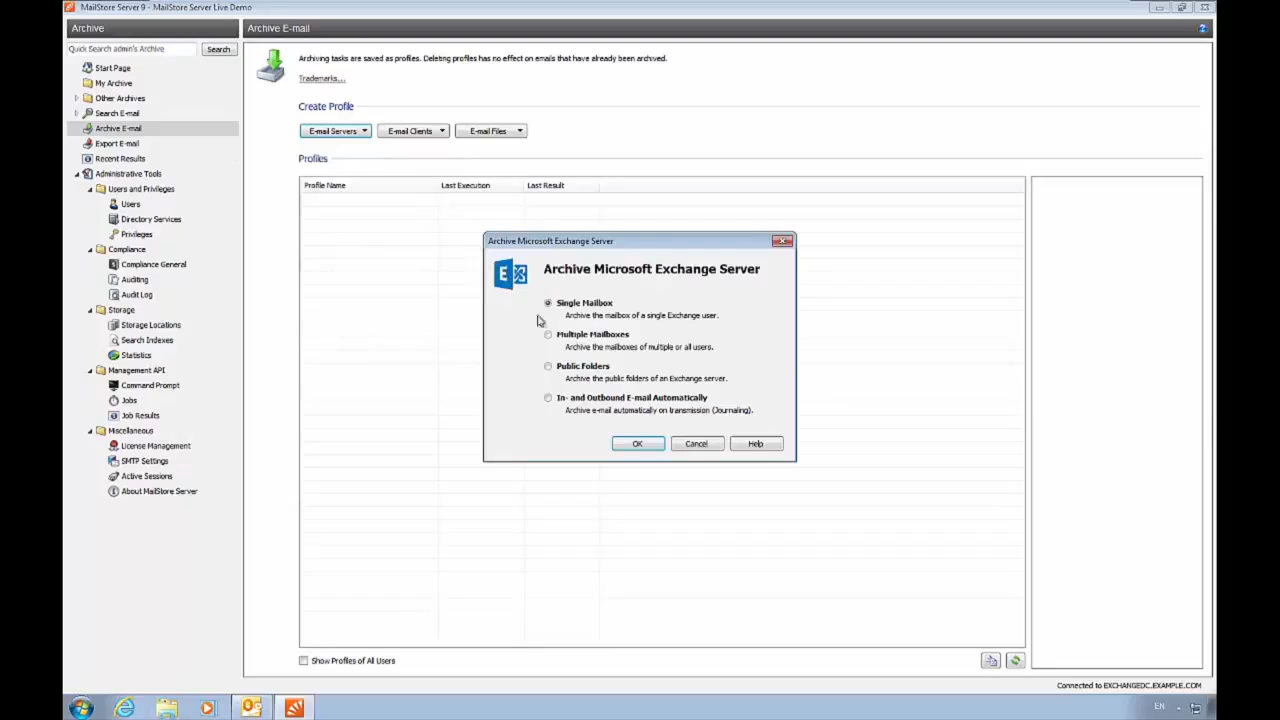 MailStore Server 9 - MailStore Server Live Demo
Archive
Archive E-mail
Quick Search admin's Archive
Search
Start Page
My Archive
Other Archives
Search E-mail
Archive E-mail
Export E-mail
Recent Results
Administrative Tools
Users and Privileges
Users
Directory Services
Privileges
Compliance
Compliance General
Auditing
Audit Log
Storage
Storage Locations
Search Indexes
Statistics
Management API
Command Prompt
Jobs
Job Results
Miscellaneous
License Management
SMTP Settings
Active Sessions
About MailStore Server
Archiving tasks are saved as profiles. Deleting profiles has no effect on emails that have already been archived.
Trademarks...
Create Profile
E-mail Servers
E-mail Clients
E-mail Files
Profiles
Profile Name
Last Execution
Last Result
Archive Microsoft Exchange Server
Archive Microsoft Exchange Server
Single Mailbox
Archive the mailbox of a single Exchange user.
Multiple Mailboxes
Archive the mailboxes of multiple or all users.
Public Folders
Archive the public folders of an Exchange server.
In- and Outbound E-mail Automatically
Archive e-mail automatically on transmission (Journaling).
OK
Cancel
Help
Show Profiles of All Users
Connected to EXCHANGEDC.EXAMPLE.COM
EN